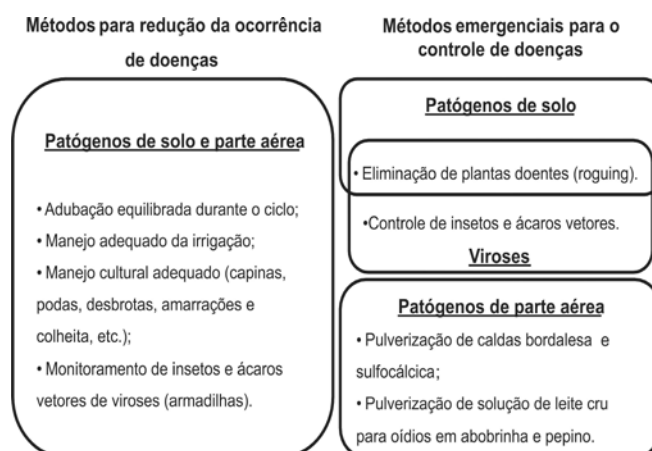 Métodos para redução da ocorrência
de doenças
Patógenos de solo e parte aérea
• Adubação equilibrada durante o ciclo;
• Manejo adequado da irrigação;
• Manejo cultural adequado (capinas,
podas, desbrotas, amarrações e
colheita, etc.);
• Monitoramento de insetos e ácaros
vetores de viroses (armadilhas).
Métodos emergenciais para o
controle de doenças
Patógenos de solo
• Eliminação de plantas doentes (roguing).
•Controle de insetos e ácaros vetores.
Viroses
Patógenos de parte aérea
• Pulverização de caldas bordalesa e
sulfocálcica;
• Pulverização de solução de leite cru
para oídios em abobrinha e pepino.